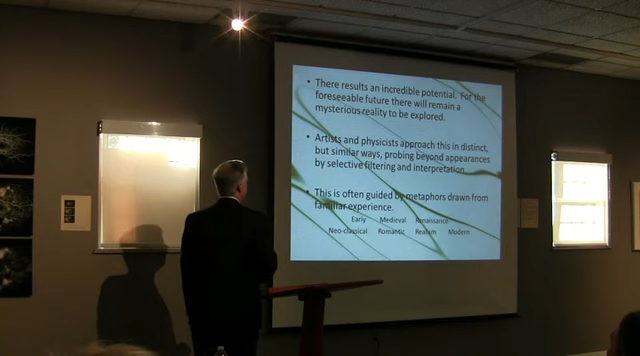 • There results an incredible potential. For the
foreseeable future there will remain a
mysterious reality to be explored.
• Artists and physicists approach this in distinct,
but similar ways, probing beyond appearances
by selective filtering and interpretation.
• This is often guided by metaphors drawn from
familiar experience.
Early Medieval Renaissance
Neo-classical Romantic Realism Modern